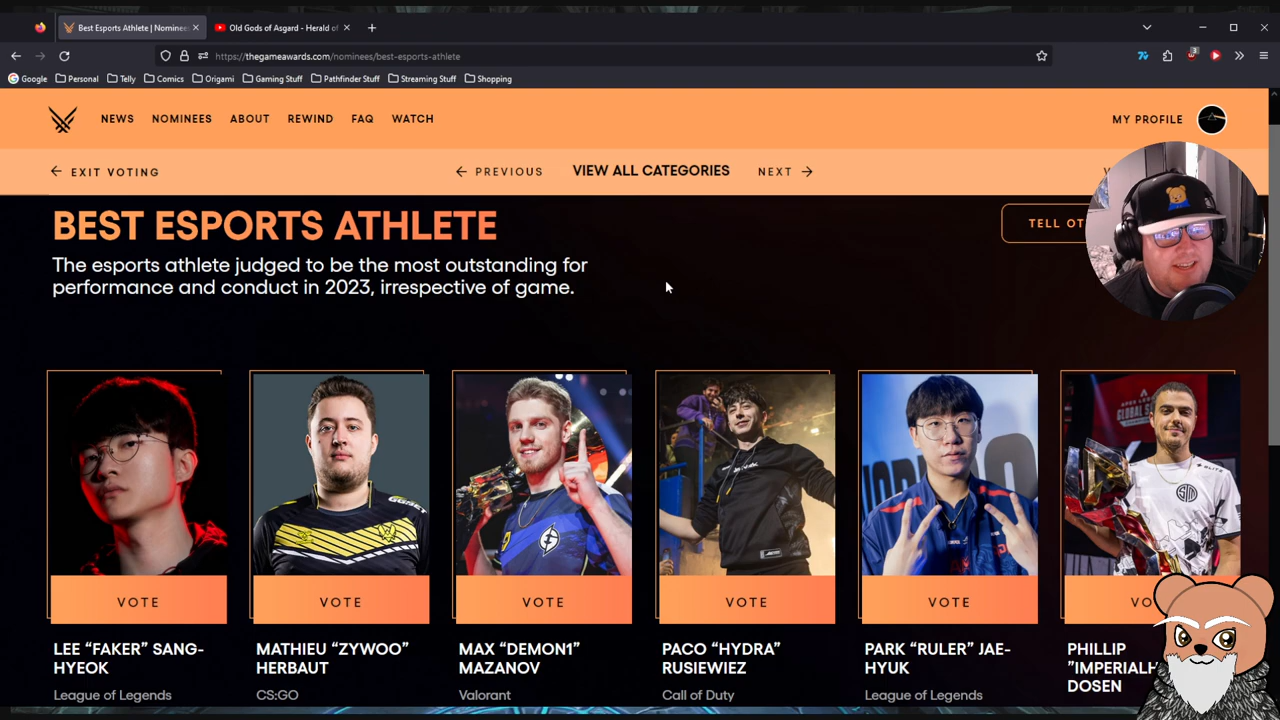 Best Esports Athlete | Nominee
Old Gods of Asgard - Herald of
https://thegameawards.com/nominees/best-esports-athlete
Google Personal Telly Comics Origami Gaming Stuff Pathfinder Stuff Streaming Stuff Shopping
NEWS NOMINEES ABOUT REWIND FAQ WATCH
MY PROFILE
EXIT VOTING
PREVIOUS VIEW ALL CATEGORIES NEXT
BEST ESPORTS ATHLETE
TELL OT
The esports athlete judged to be the most outstanding for
performance and conduct in 2023, irrespective of game.
VOTE VOTE VOTE VOTE VOTE VO
LEE “FAKER” SANG-
HYEOK
League of Legends
MATHIEU “ZYWOO”
HERBAUT
CS:GO
MAX “DEMON1”
MAZANOV
Valorant
PACO “HYDRA”
RUSIEWIEZ
Call of Duty
PARK “RULER” JAE-
HYUK
League of Legends
PHILLIP
”IMPERIALH
DOSEN